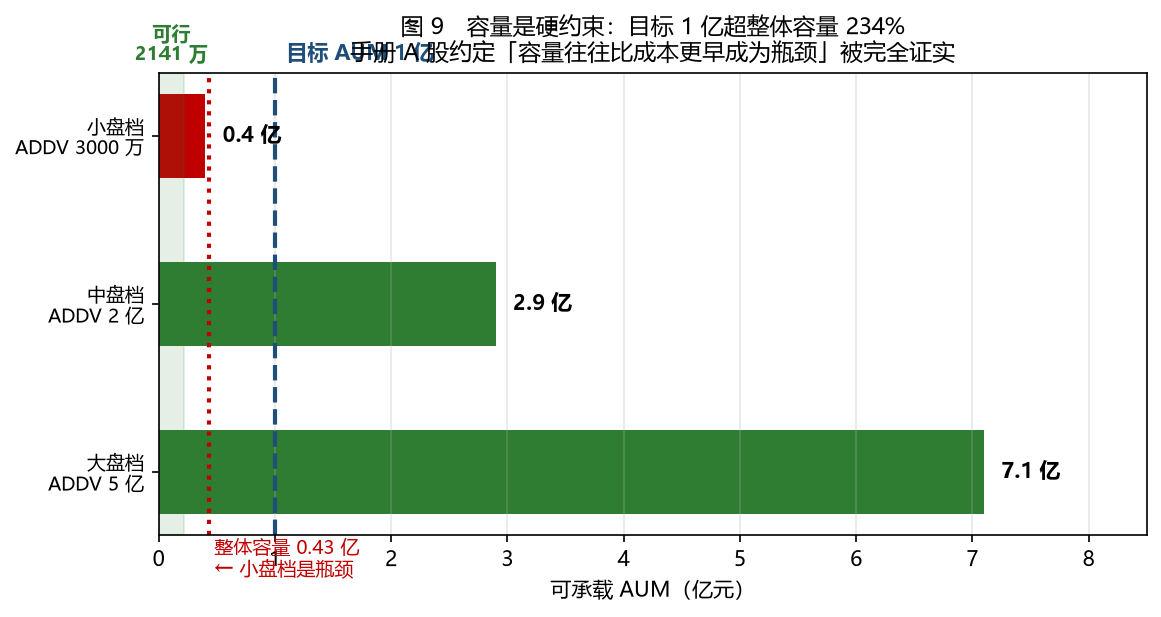 图 9　容量是硬约束：目标 1 亿超整体容量 234%
手册 A 股约定「容量往往比成本更早成为瓶颈」被完全证实
可行
2141 万
目标 AUM 1 亿
小盘档
ADDV 3000 万
0.4 亿
中盘档
ADDV 2 亿
2.9 亿
大盘档
ADDV 5 亿
7.1 亿
0 1 2 3 4 5 6 7 8
整体容量 0.43 亿
← 小盘档是瓶颈
可承载 AUM（亿元）